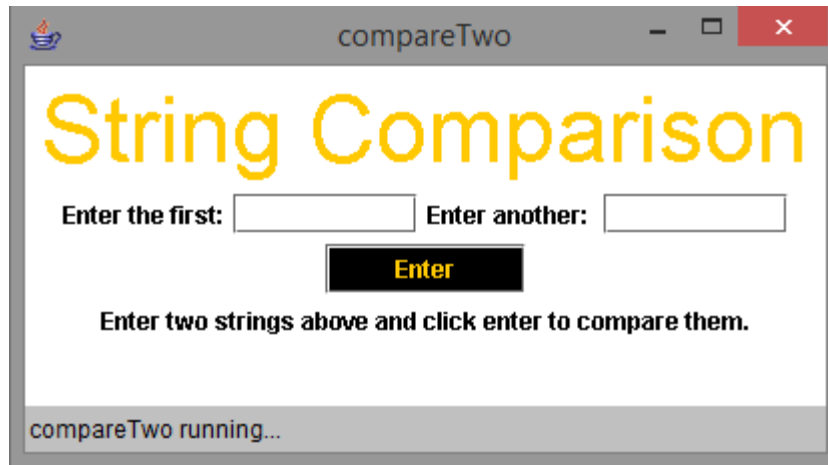 compareTwo
String Comparison
Enter the first: Enter another:
Enter
Enter two strings above and click enter to compare them.
compareTwo running...